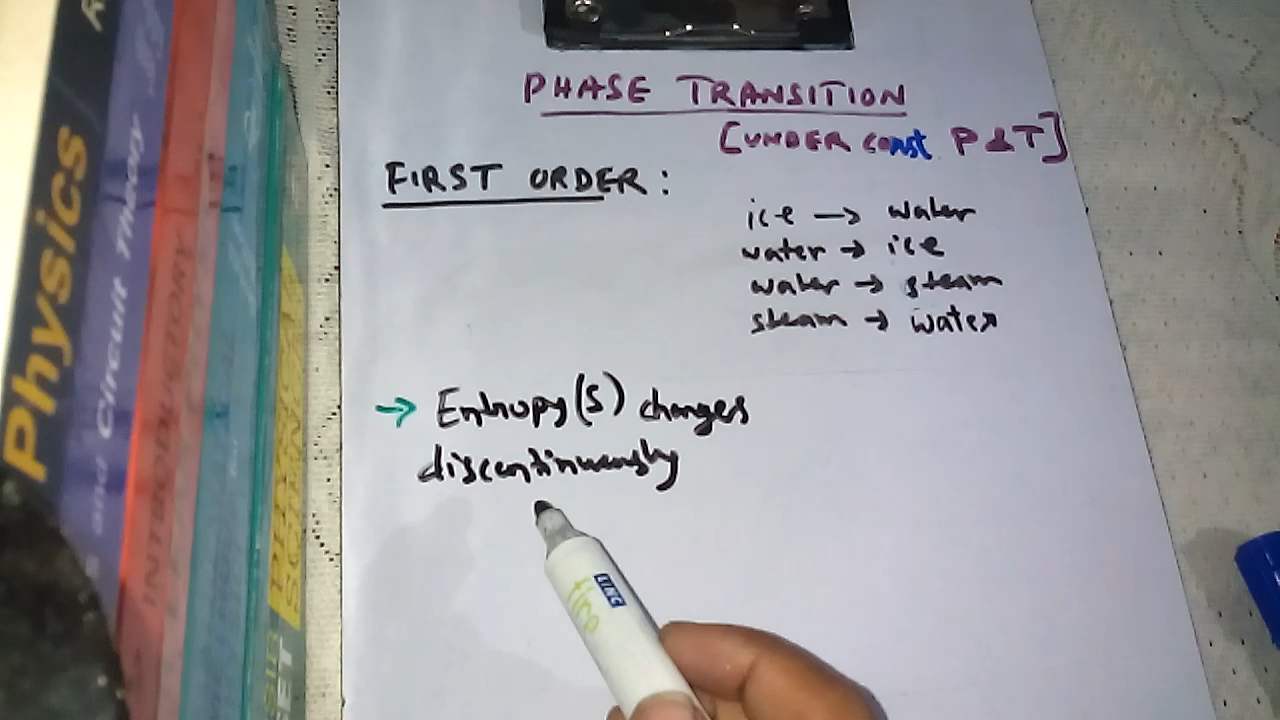 PHASE TRANSITION
[UNDER const P & T]
FIRST ORDER:
ice → water
water → ice
water → steam
steam → water
→ Entropy(S) changes
discontinuously
LINC
Physics
and Circuit Theory
INTRODUCTORY